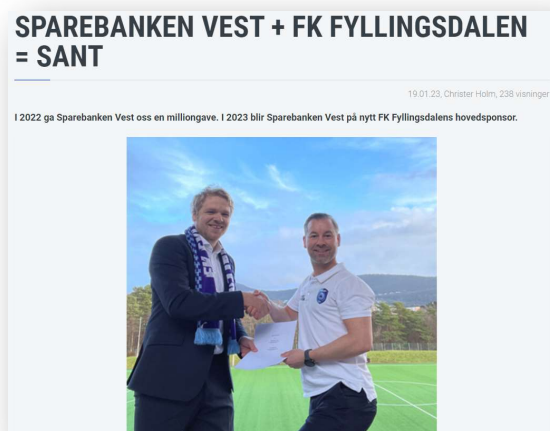 SPAREBANKEN VEST + FK FYLLINGSDALEN
= SANT
19.01.23, Christer Holm, 238 visninger
I 2022 ga Sparebanken Vest oss en milliongave. I 2023 blir Sparebanken Vest på nytt FK Fyllingsdalens hovedsponsor.